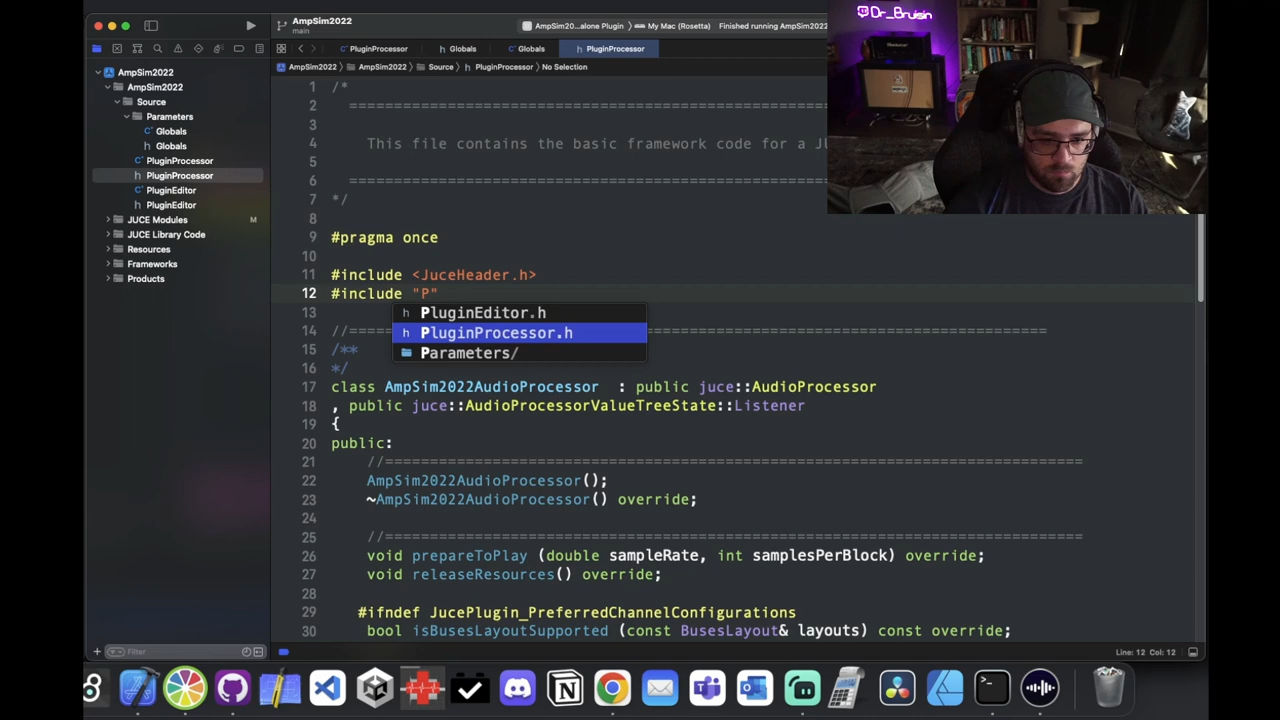 AmpSim2022
main
AmpSim20...alone Plugin
My Mac (Rosetta)
Finished running AmpSim2022
Dr_Bruisin
PluginProcessor
Globals
Globals
PluginProcessor
AmpSim2022
AmpSim2022
Source
PluginProcessor
No Selection
AmpSim2022
AmpSim2022
Source
Parameters
Globals
Globals
PluginProcessor
PluginProcessor
PluginEditor
PluginEditor
JUCE Modules
M
JUCE Library Code
Resources
Frameworks
Products
1 /*
2 ==============================================================================
3
4 This file contains the basic framework code for a JU
5
6 ==============================================================================
7 */
8
9 #pragma once
10
11 #include <JuceHeader.h>
12 #include "P"
PluginEditor.h
PluginProcessor.h
Parameters/
13
14 //==============================================================================
15 /**
16 */
17 class AmpSim2022AudioProcessor : public juce::AudioProcessor
18 , public juce::AudioProcessorValueTreeState::Listener
19 {
20 public:
21 //==============================================================================
22 AmpSim2022AudioProcessor();
23 ~AmpSim2022AudioProcessor() override;
24
25 //==============================================================================
26 void prepareToPlay (double sampleRate, int samplesPerBlock) override;
27 void releaseResources() override;
28
29 #ifndef JucePlugin_PreferredChannelConfigurations
30 bool isBusesLayoutSupported (const BusesLayout& layouts) const override;
Filter
Line: 12 Col: 12